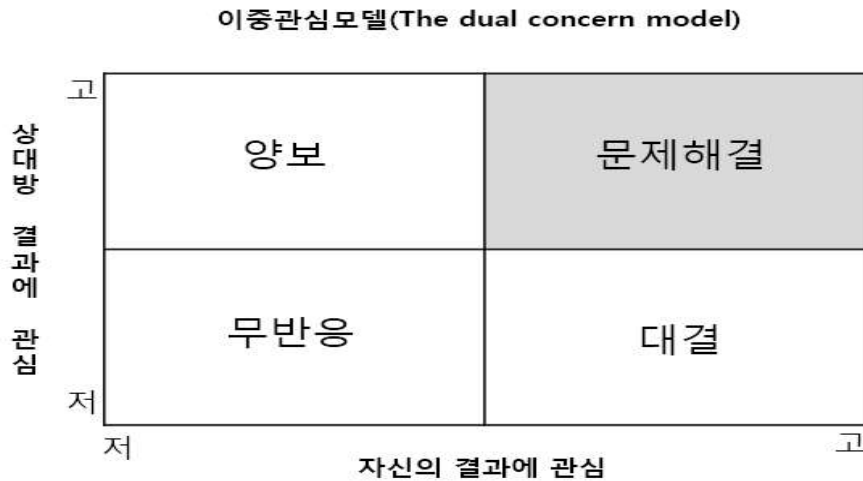 이중관심모델(The dual concern model)
고
상대방 결과에 관심
양보
문제해결
무반응
대결
저
저
고
자신의 결과에 관심